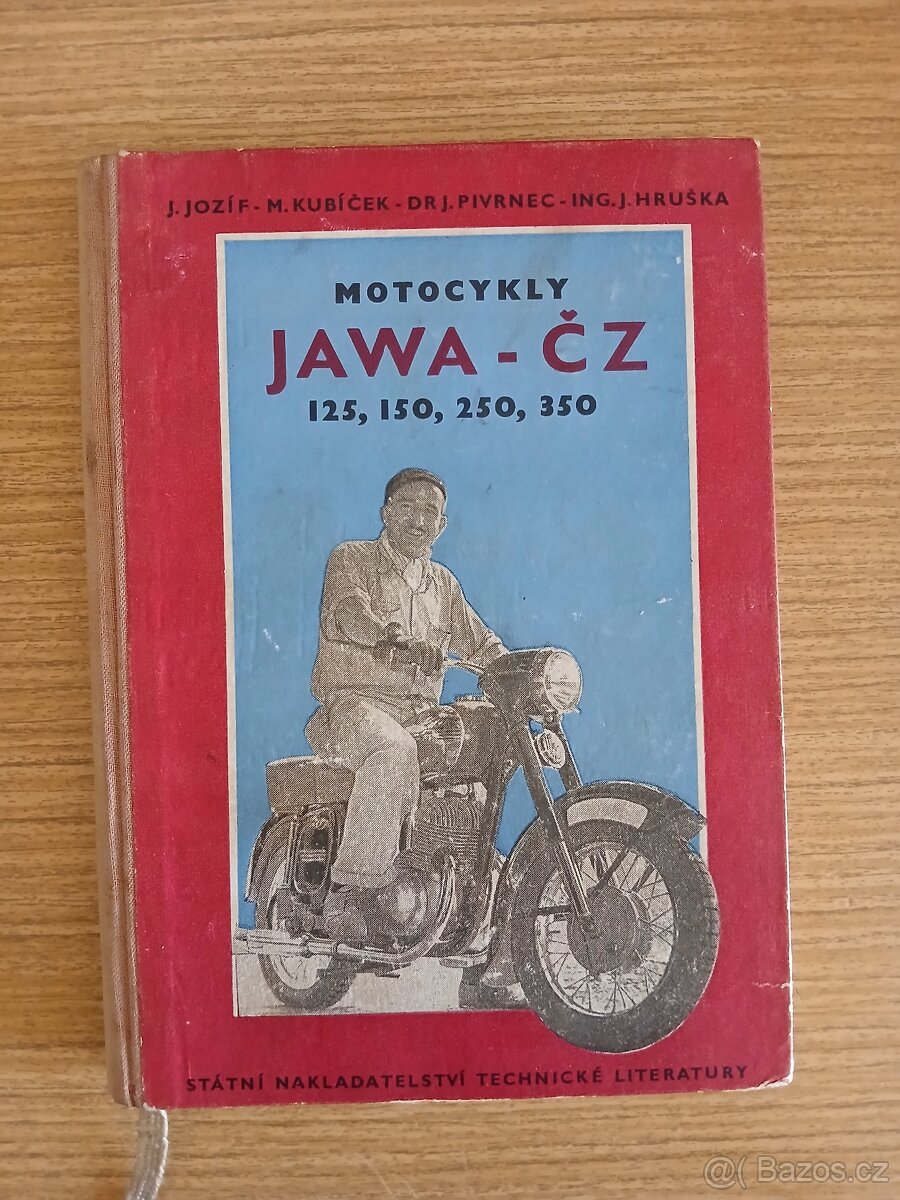 J. JOZÍF - M. KUBÍČEK - DR J. PIVRNEC - ING. J. HRUŠKA
MOTOCYKLY
JAWA - ČZ
125, 150, 250, 350
STÁTNÍ NAKLADATELSTVÍ TECHNICKÉ LITERATURY
@( Bazos.cz